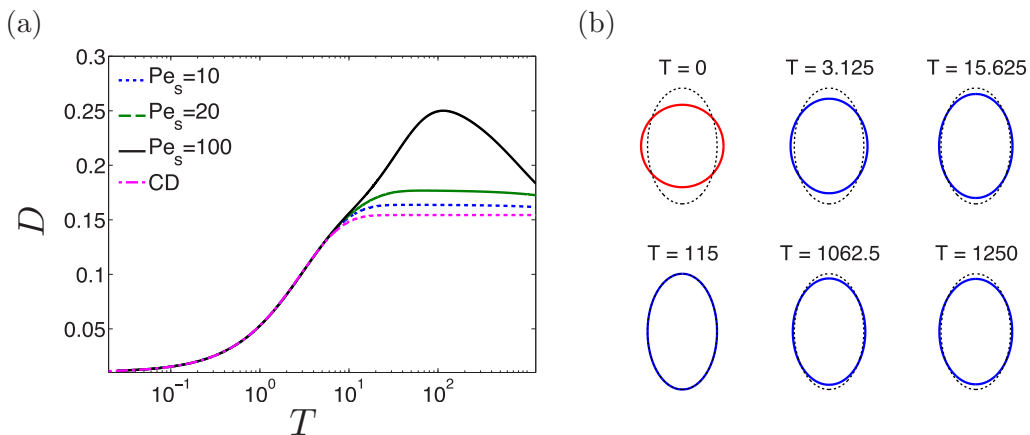 (a)
(b)
0.3
0.25
0.2
0.15
0.1
0.05
D
Pe_s=10
Pe_s=20
Pe_s=100
CD
10^-1
10^0
10^1
10^2
T
T = 0
T = 3.125
T = 15.625
T = 115
T = 1062.5
T = 1250